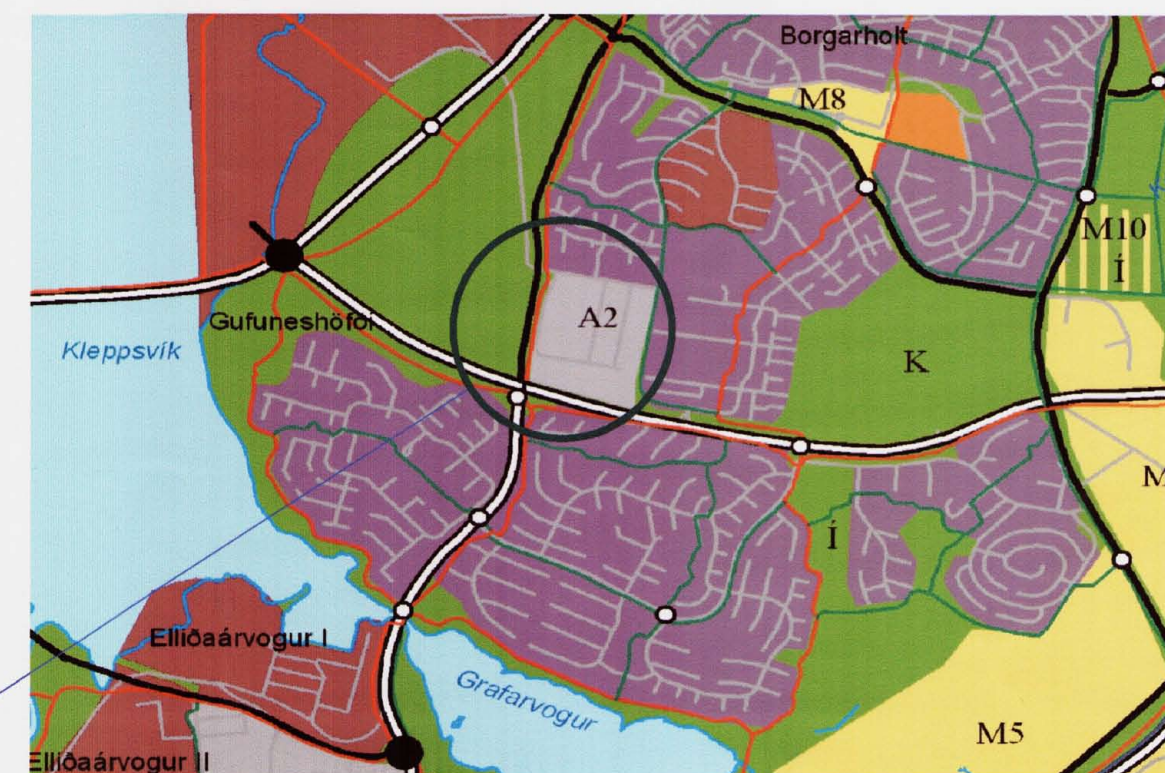 Borgarholt
M8
M10
Í
A2
Gufuneshöfði
Kleppsvík
K
M
Í
Elliðaárvogur I
Grafarvogur
M5
Elliðaárvogur II